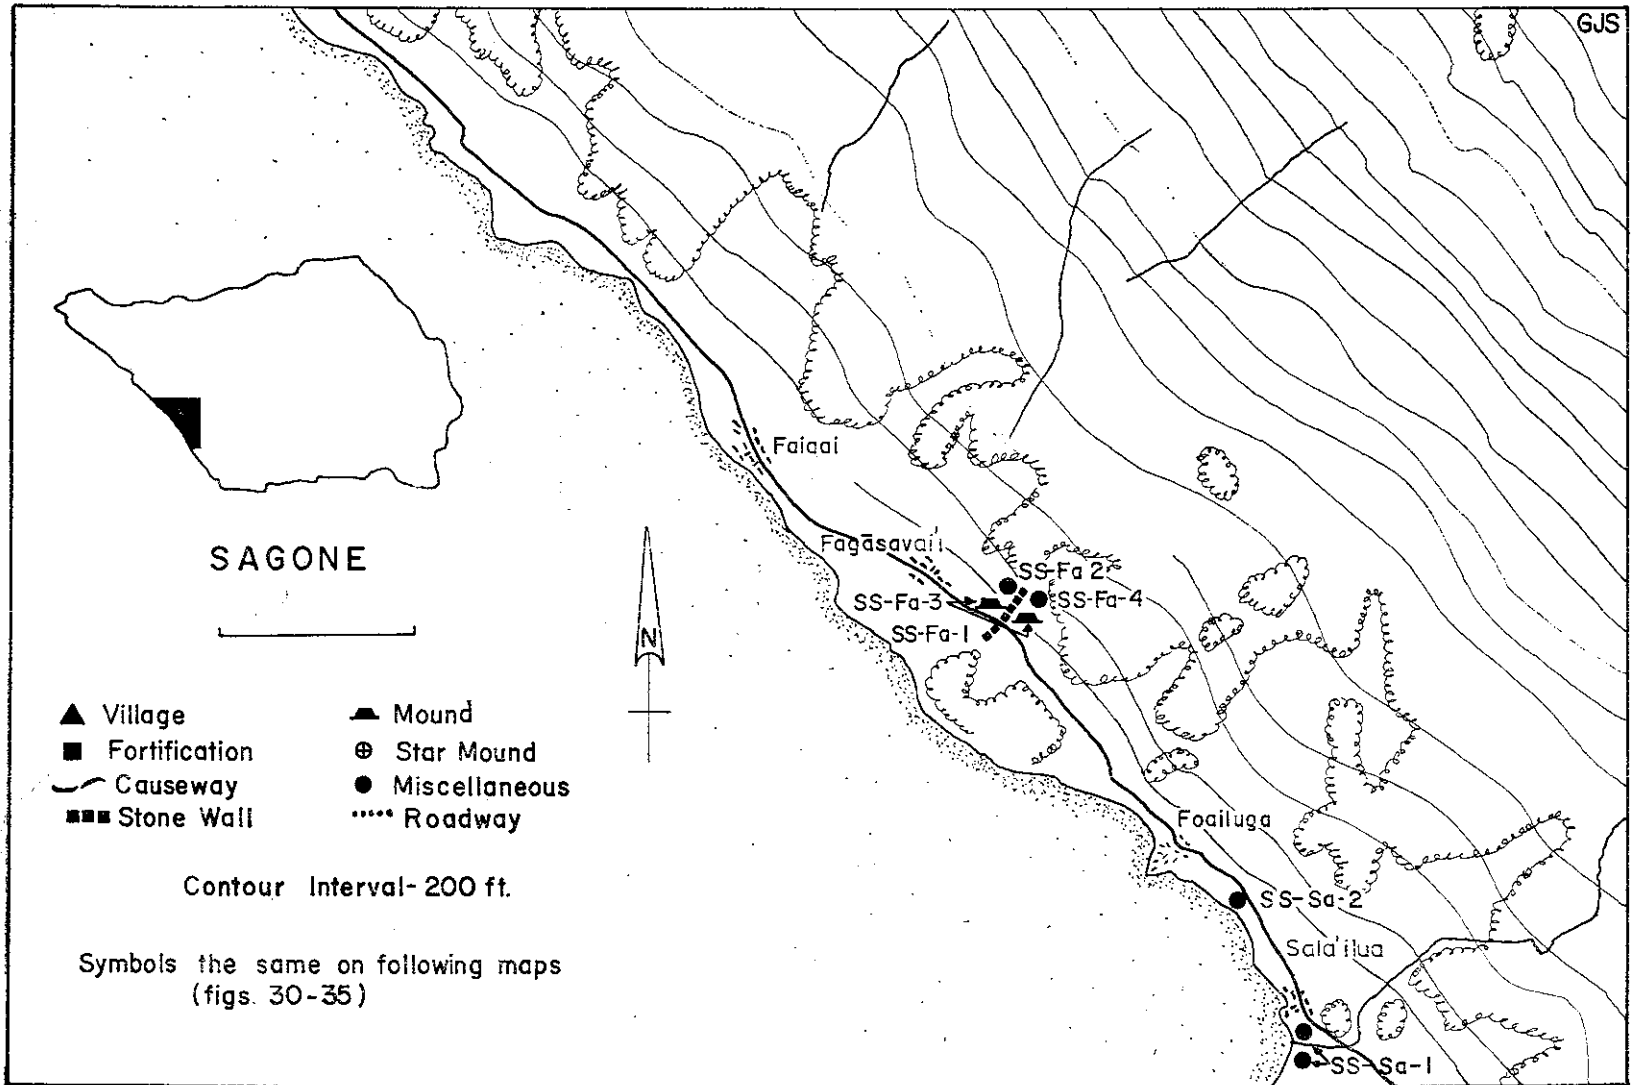 GJS
Faiaai
Fagāsavai'i
SS-Fa 2
SS-Fa-3
SS-Fa-4
SS-Fa-1
SAGONE
N
Village
Mound
Fortification
Star Mound
Causeway
Miscellaneous
Stone Wall
Roadway
Contour Interval- 200 ft.
Symbols the same on following maps
(figs. 30-35)
Foailuga
SS-Sa-2
Sala'ilua
SS-Sa-1